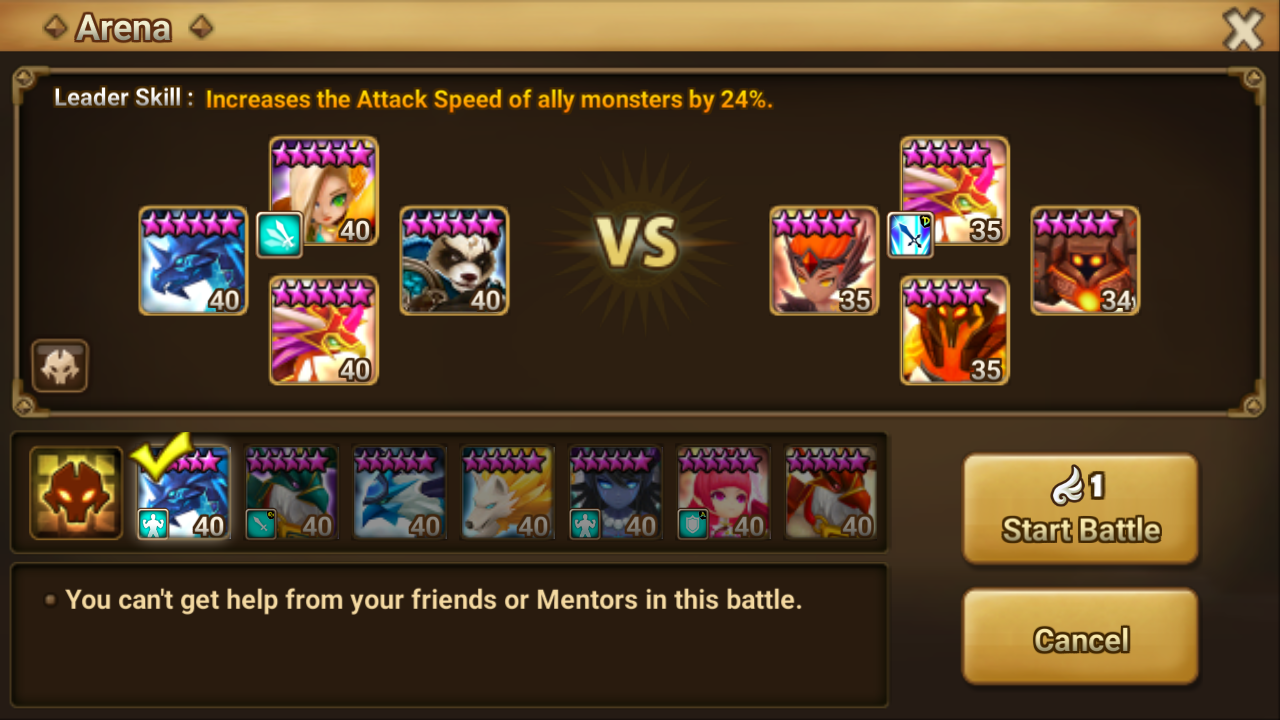 Arena
Leader Skill : Increases the Attack Speed of ally monsters by 24%.
40
40
40
40
VS
35
35
34
35
40
40
40
40
40
40
40
1
Start Battle
You can't get help from your friends or Mentors in this battle.
Cancel